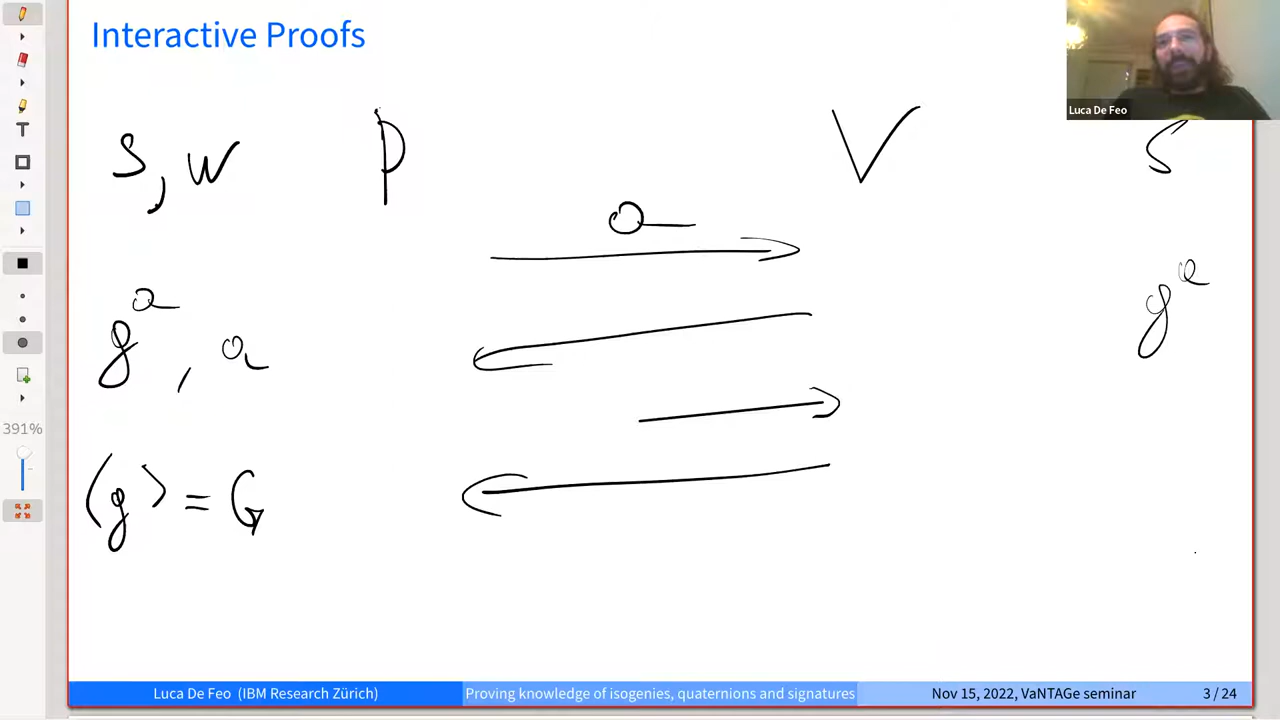 Interactive Proofs
Luca De Feo
s, w P V s
a
g^a, a g^a
⟨g⟩ = G
T
391%
Luca De Feo (IBM Research Zürich) Proving knowledge of isogenies, quaternions and signatures Nov 15, 2022, VaNTAGe seminar 3 / 24